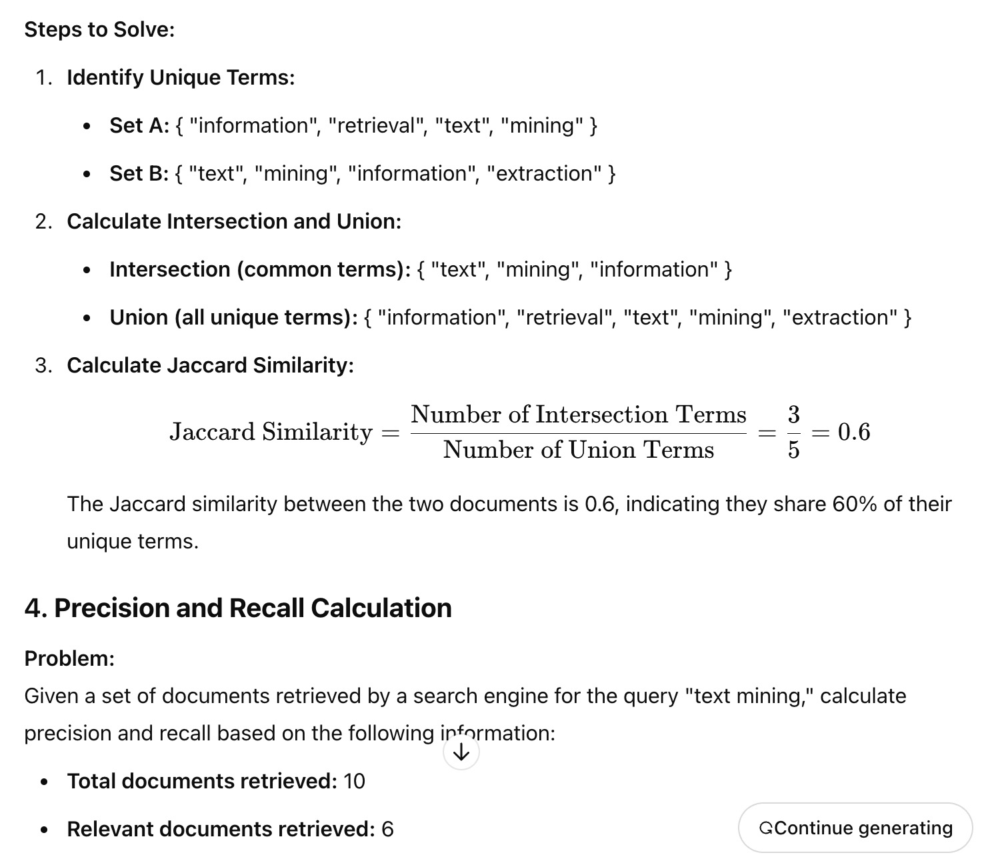 Steps to Solve:
1. Identify Unique Terms:
• Set A: { "information", "retrieval", "text", "mining" }
• Set B: { "text", "mining", "information", "extraction" }
2. Calculate Intersection and Union:
• Intersection (common terms): { "text", "mining", "information" }
• Union (all unique terms): { "information", "retrieval", "text", "mining", "extraction" }
3. Calculate Jaccard Similarity:
Jaccard Similarity = Number of Intersection Terms / Number of Union Terms = 3/5 = 0.6
The Jaccard similarity between the two documents is 0.6, indicating they share 60% of their
unique terms.
4. Precision and Recall Calculation
Problem:
Given a set of documents retrieved by a search engine for the query "text mining," calculate
precision and recall based on the following information:
• Total documents retrieved: 10
• Relevant documents retrieved: 6
Continue generating